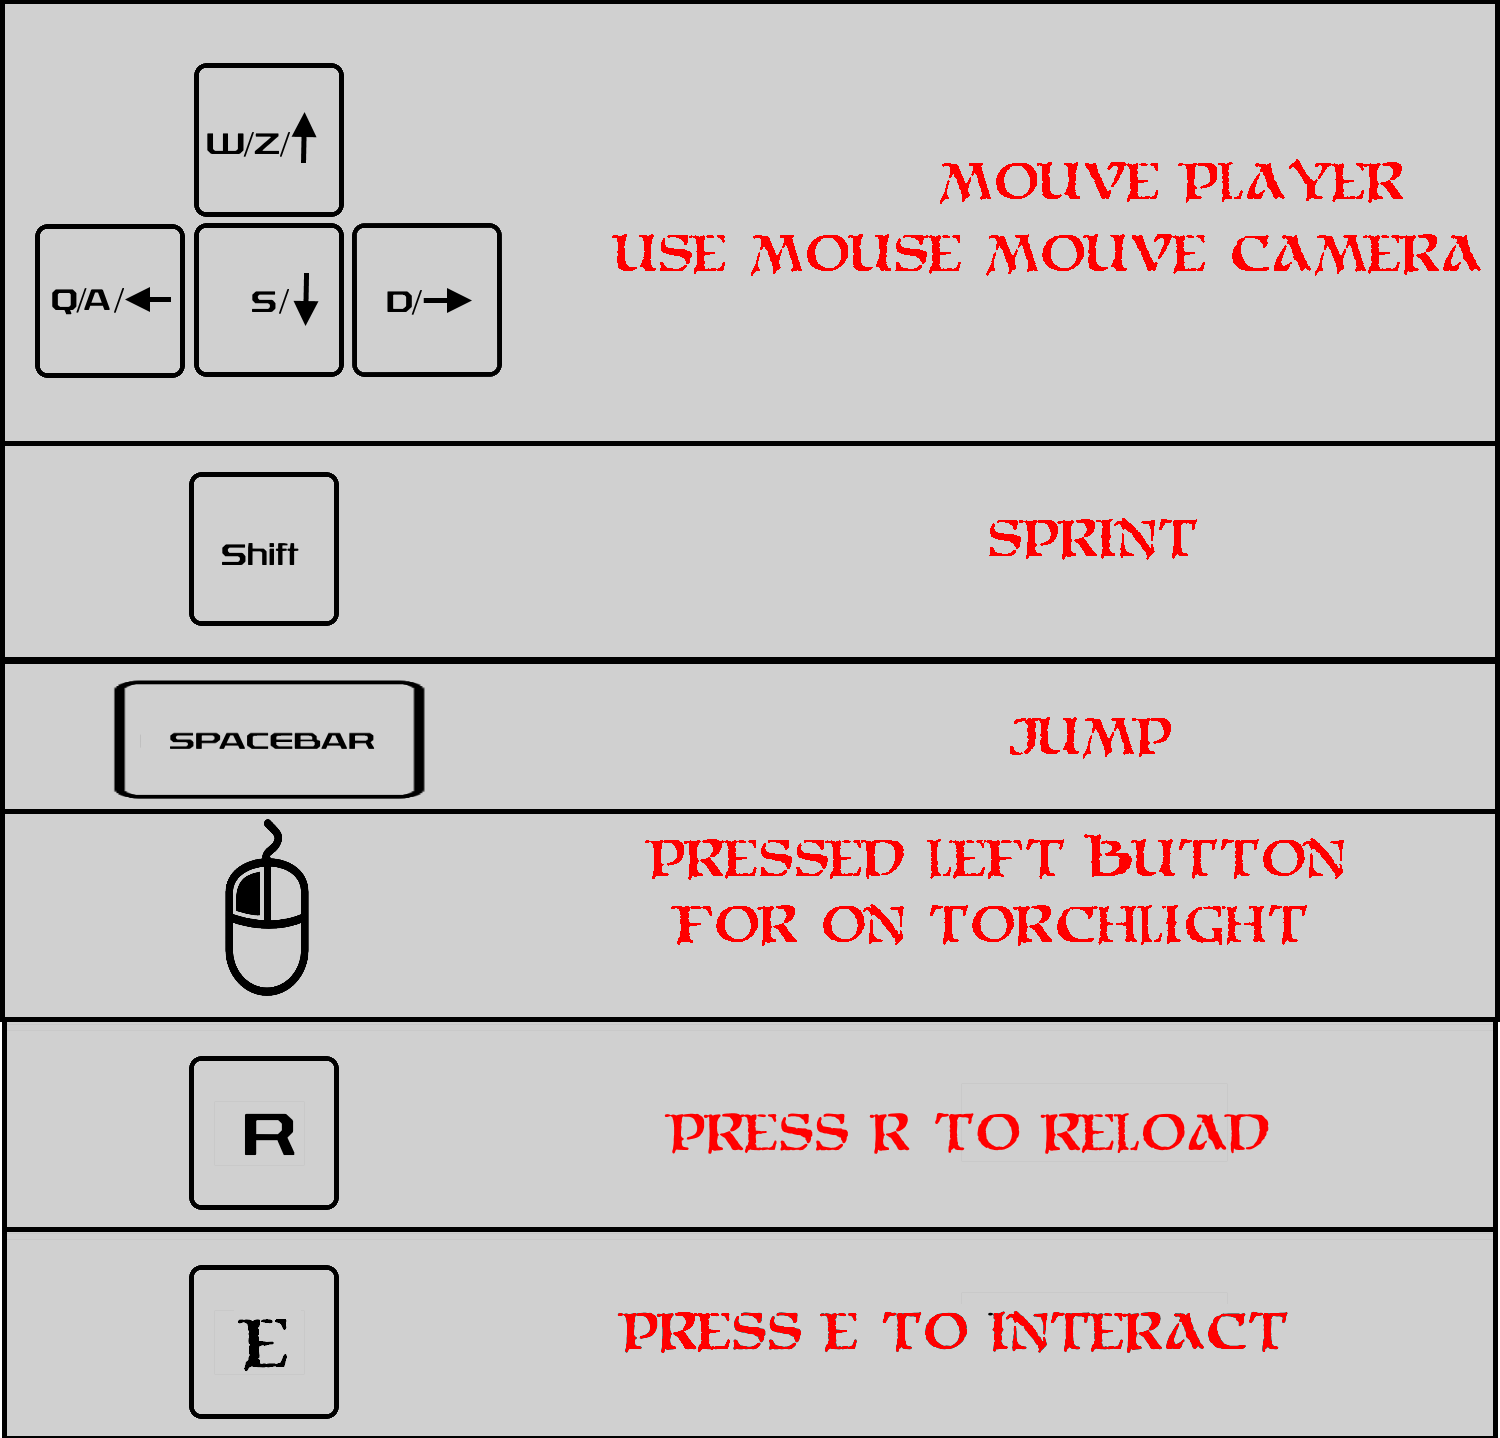 W/Z/↑
MOUVE PLAYER
USE MOUSE MOUVE CAMERA
Q/A/← S/↓ D/→
Shift
SPRINT
SPACEBAR
JUMP
PRESSED LEFT BUTTON
FOR ON TORCHLIGHT
R
PRESS R TO RELOAD
E
PRESS E TO INTERACT